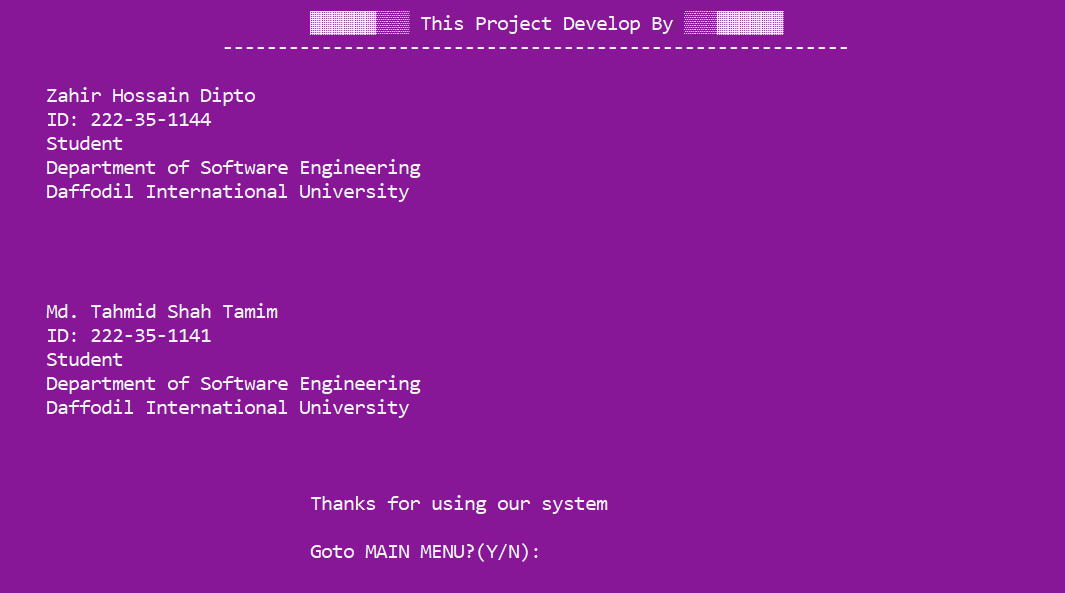 This Project Develop By
---------------------------------------------------------
Zahir Hossain Dipto
ID: 222-35-1144
Student
Department of Software Engineering
Daffodil International University
Md. Tahmid Shah Tamim
ID: 222-35-1141
Student
Department of Software Engineering
Daffodil International University
Thanks for using our system
Goto MAIN MENU?(Y/N):